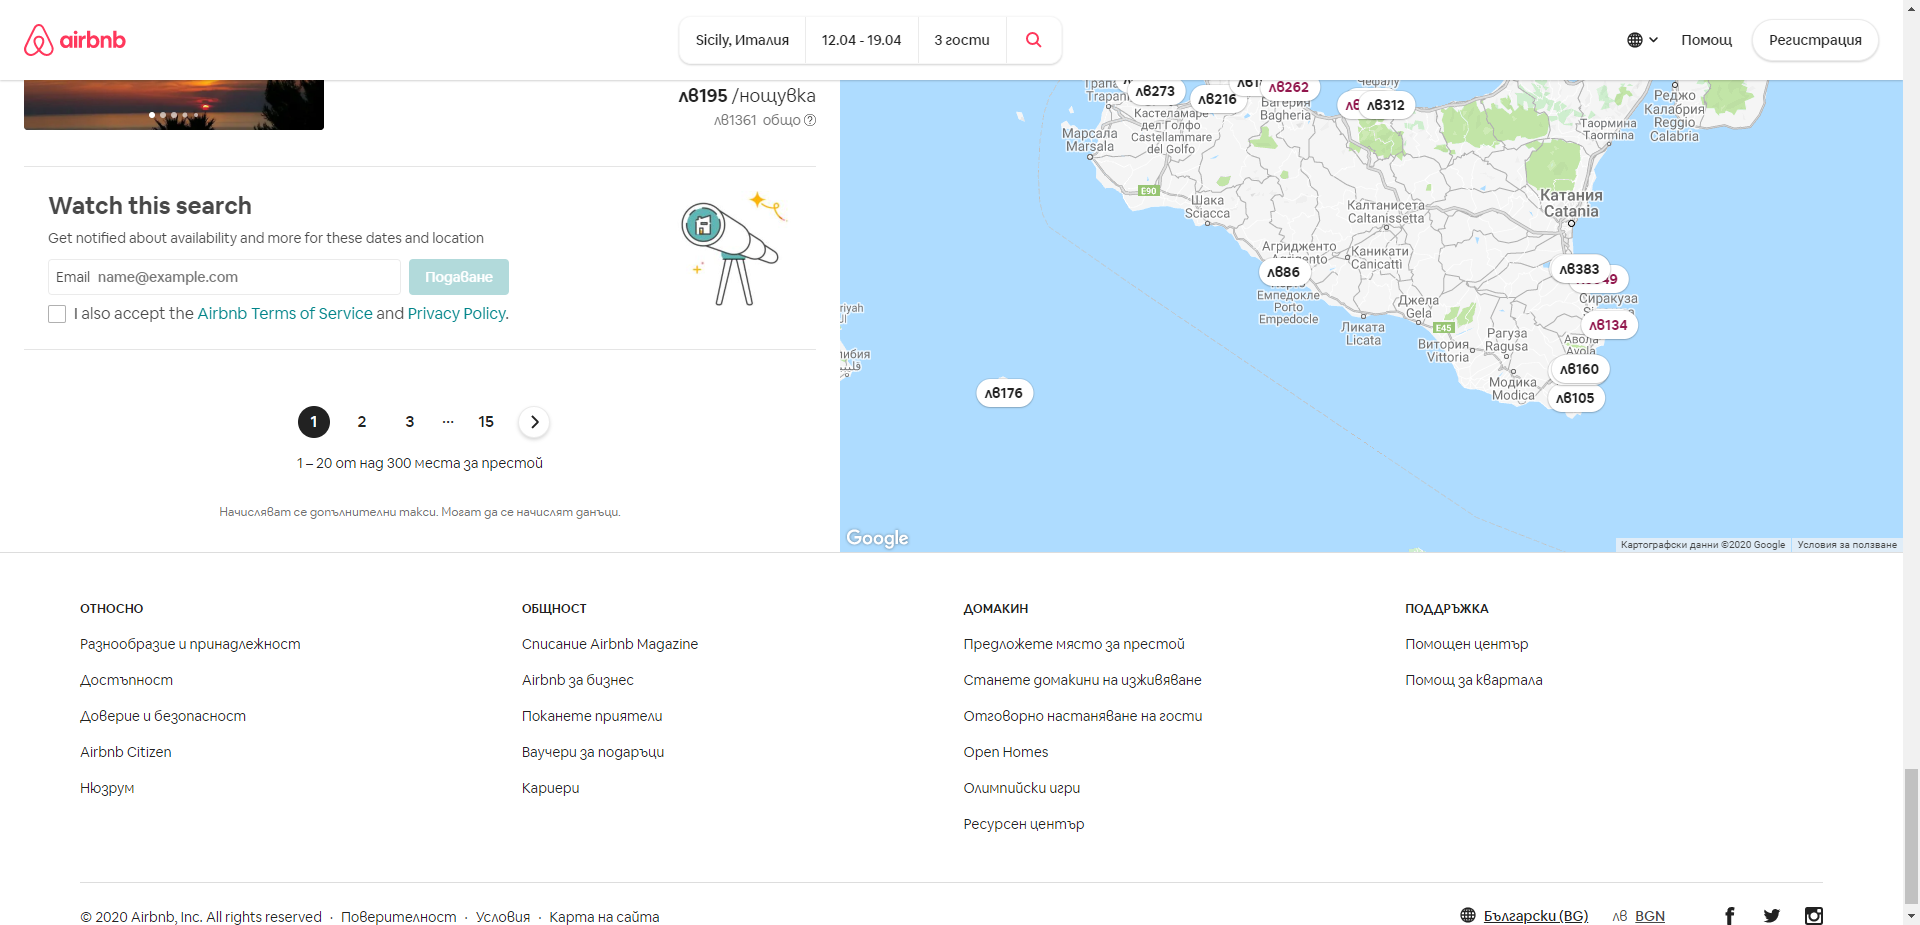 airbnb
Sicily, Италия
12.04 - 19.04
3 гости
Помощ
Регистрация
лв195 /нощувка
лв1361 общо
Watch this search
Get notified about availability and more for these dates and location
Email name@example.com
Подаване
I also accept the Airbnb Terms of Service and Privacy Policy.
1 2 3 ... 15
1 – 20 от над 300 места за престой
Начисляват се допълнителни такси. Могат да се начислят данъци.
Trapani
лв273
лв216
лв262
лв312
Багерия
Bagheria
Кастеламаре
дел Голфо
Castellammare
del Golfo
Марсала
Marsala
Реджо
Калабрия
Reggio
Calabria
Таормина
Taormina
E90
Шака
Sciacca
Калтанисета
Caltanissetta
Катания
Catania
Агридженто
Каникати
Canicattì
лв86
лв383
Емпедокле
Porto
Empedocle
Джела
Gela
Сиракуза
лв134
E45
Ликата
Licata
Витория
Vittoria
Рагуза
Ragusa
Авола
Avola
лв160
Модика
Modica
лв105
лв176
Google
Картографски данни ©2020 Google
Условия за ползване
ОТНОСНО
Разнообразие и принадлежност
Достъпност
Доверие и безопасност
Airbnb Citizen
Нюзрум
ОБЩНОСТ
Списание Airbnb Magazine
Airbnb за бизнес
Поканете приятели
Ваучери за подаръци
Кариери
ДОМАКИН
Предложете място за престой
Станете домакини на изживяване
Отговорно настаняване на гости
Open Homes
Олимпийски игри
Ресурсен център
ПОДДРЪЖКА
Помощен център
Помощ за квартала
© 2020 Airbnb, Inc. All rights reserved · Поверителност · Условия · Карта на сайта
Български (BG)
лв BGN